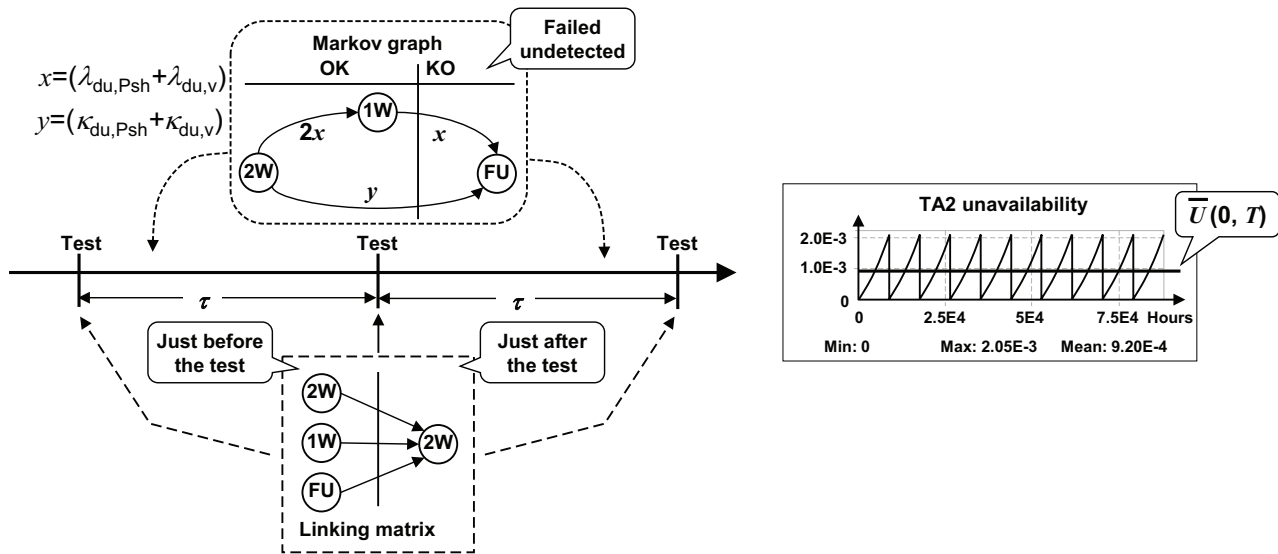 Markov graph
OK KO
Failed
undetected
x=(λdu,Psh+λdu,v)
y=(κdu,Psh+κdu,v)
1W
2x
x
2W
FU
y
Test Test Test
τ τ
Just before
the test
Just after
the test
2W
1W
2W
FU
Linking matrix
TA2 unavailability
U̅(0, T)
2.0E-3
1.0E-3
0
0 2.5E4 5E4 7.5E4 Hours
Min: 0 Max: 2.05E-3 Mean: 9.20E-4